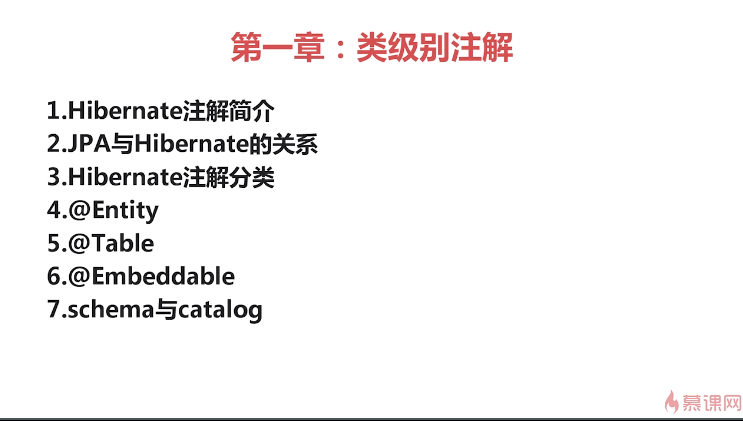 第一章：类级别注解
1.Hibernate注解简介
2.JPA与Hibernate的关系
3.Hibernate注解分类
4.@Entity
5.@Table
6.@Embeddable
7.schema与catalog
慕课网